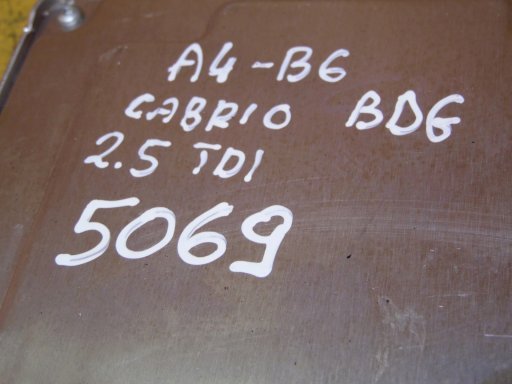 A4-B6
CABRIO BDG
2.5 TDI
5069